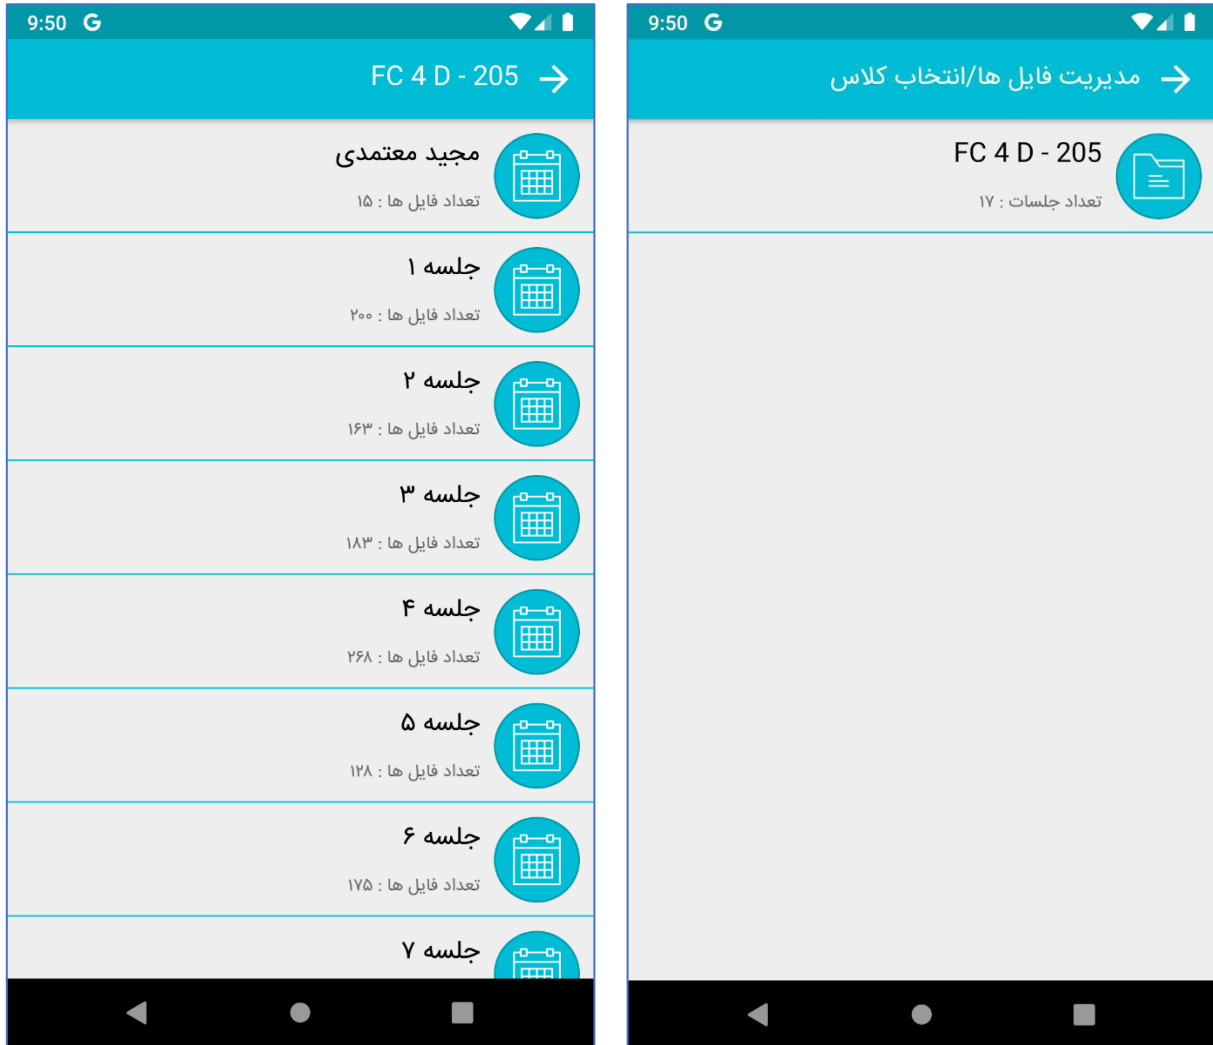 9:50 G
FC 4 D - 205
مجید معتمدی
تعداد فایل ها : ۱۵
جلسه ۱
تعداد فایل ها : ۲۰۰
جلسه ۲
تعداد فایل ها : ۱۶۳
جلسه ۳
تعداد فایل ها : ۱۸۳
جلسه ۴
تعداد فایل ها : ۲۶۸
جلسه ۵
تعداد فایل ها : ۱۲۸
جلسه ۶
تعداد فایل ها : ۱۷۵
جلسه ۷
9:50 G
مدیریت فایل ها/انتخاب کلاس
FC 4 D - 205
تعداد جلسات : ۱۷